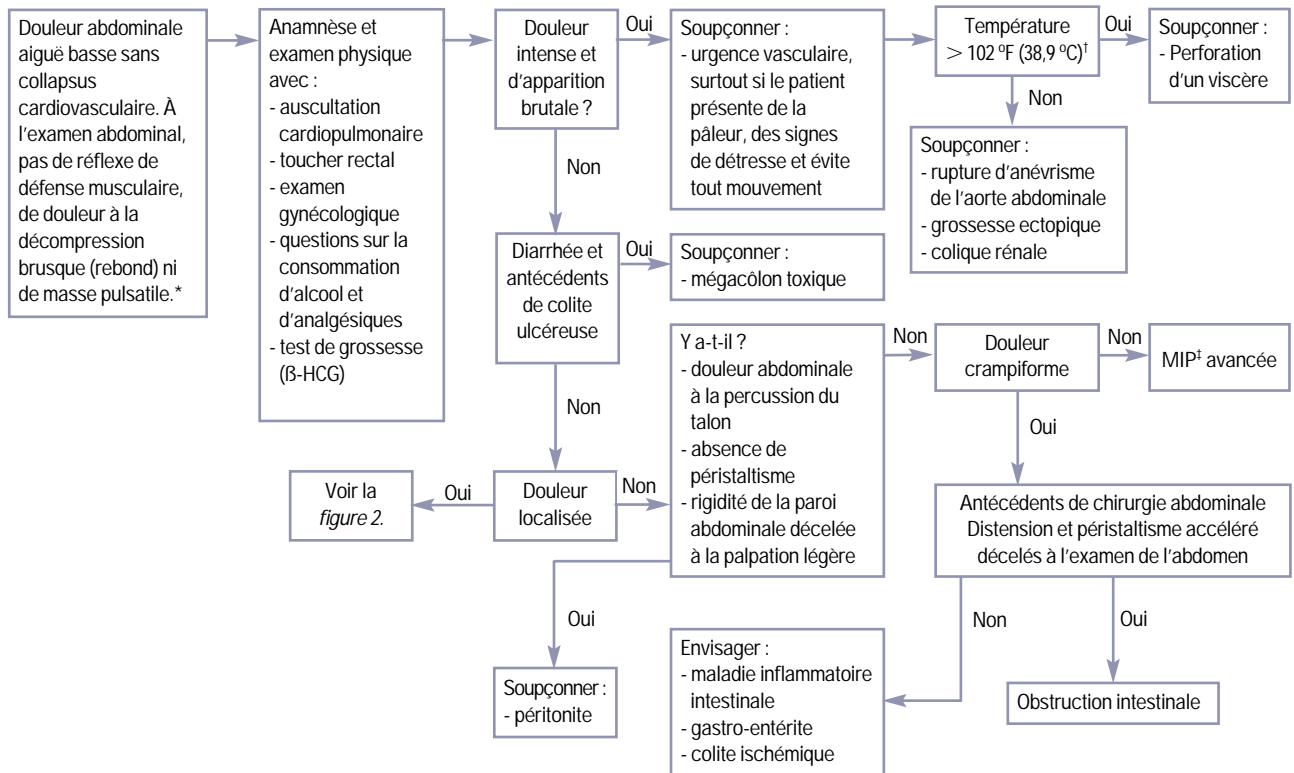 Douleur abdominale
aiguë basse sans
collapsus
cardiovasculaire. À
l'examen abdominal,
pas de réflexe de
défense musculaire,
de douleur à la
décompression
brusque (rebond) ni
de masse pulsatile.*
Anamnèse et
examen physique
avec :
- auscultation
cardiopulmonaire
- toucher rectal
- examen
gynécologique
- questions sur la
consommation
d'alcool et
d'analgésiques
- test de grossesse
(ß-HCG)
Douleur
intense et
d'apparition
brutale ?
Oui
Soupçonner :
- urgence vasculaire,
surtout si le patient
présente de la
pâleur, des signes
de détresse et évite
tout mouvement
Température
> 102 ºF (38,9 ºC)†
Oui
Soupçonner :
- Perforation
d'un viscère
Non
Soupçonner :
- rupture d'anévrisme
de l'aorte abdominale
- grossesse ectopique
- colique rénale
Non
Diarrhée et
antécédents
de colite
ulcéreuse
Oui
Soupçonner :
- mégacôlon toxique
Non
Douleur
localisée
Oui
Voir la
figure 2.
Non
Y a-t-il ?
- douleur abdominale
à la percussion du
talon
- absence de
péristaltisme
- rigidité de la paroi
abdominale décelée
à la palpation légère
Non
Douleur
crampiforme
Non
MIP‡ avancée
Oui
Antécédents de chirurgie abdominale
Distension et péristaltisme accéléré
décelés à l'examen de l'abdomen
Oui
Soupçonner :
- péritonite
Non
Envisager :
- maladie inflammatoire
intestinale
- gastro-entérite
- colite ischémique
Oui
Obstruction intestinale